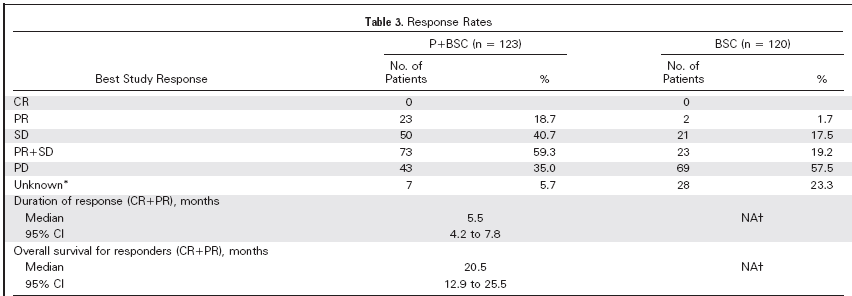 Table 3. Response Rates
P+BSC (n = 123) BSC (n = 120)
No. of No. of
Best Study Response Patients % Patients %
CR 0 0
PR 23 18.7 2 1.7
SD 50 40.7 21 17.5
PR+SD 73 59.3 23 19.2
PD 43 35.0 69 57.5
Unknown* 7 5.7 28 23.3
Duration of response (CR+PR), months
Median 5.5 NA†
95% CI 4.2 to 7.8
Overall survival for responders (CR+PR), months
Median 20.5 NA†
95% CI 12.9 to 25.5